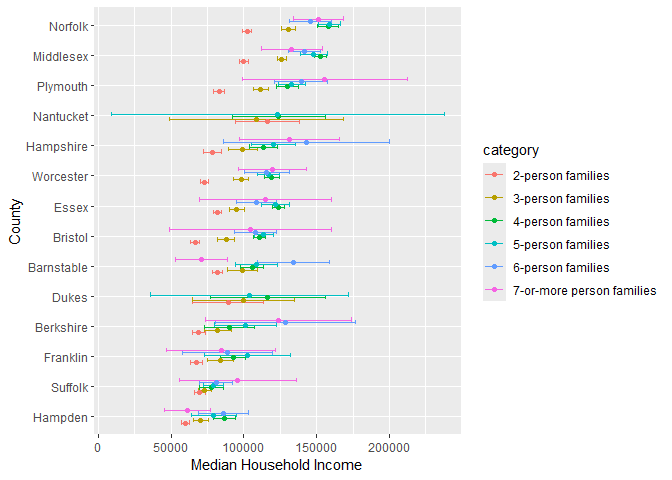 Norfolk
Middlesex
Plymouth
Nantucket
Hampshire
Worcester
Essex
Bristol
Barnstable
Dukes
Berkshire
Franklin
Suffolk
Hampden
County
0 50000 100000 150000 200000
Median Household Income
category
2-person families
3-person families
4-person families
5-person families
6-person families
7-or-more person families